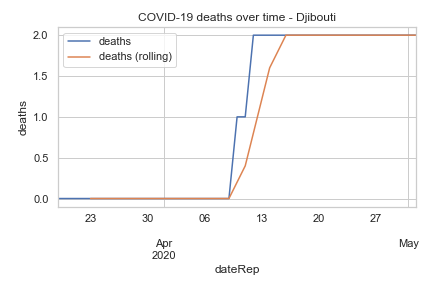 COVID-19 deaths over time - Djibouti
deaths
deaths (rolling)
2.0
1.5
1.0
0.5
0.0
deaths
23 30 06 13 20 27
Apr May
2020
dateRep